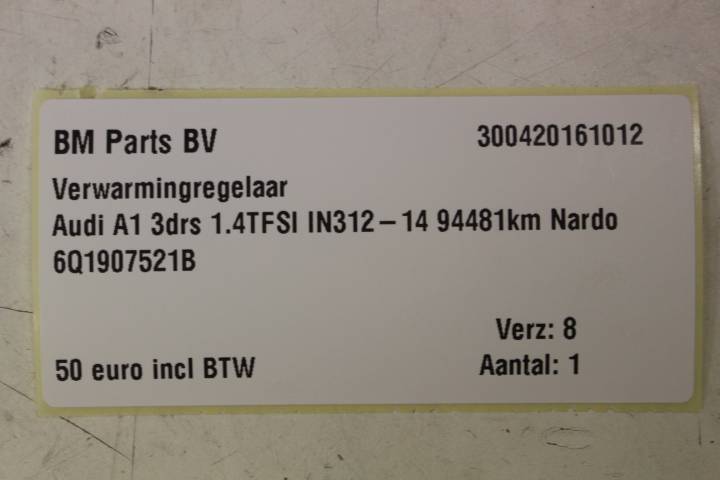 BM Parts BV 300420161012
Verwarmingregelaar
Audi A1 3drs 1.4TFSI IN312-14 94481km Nardo
6Q1907521B
Verz: 8
50 euro incl BTW Aantal: 1